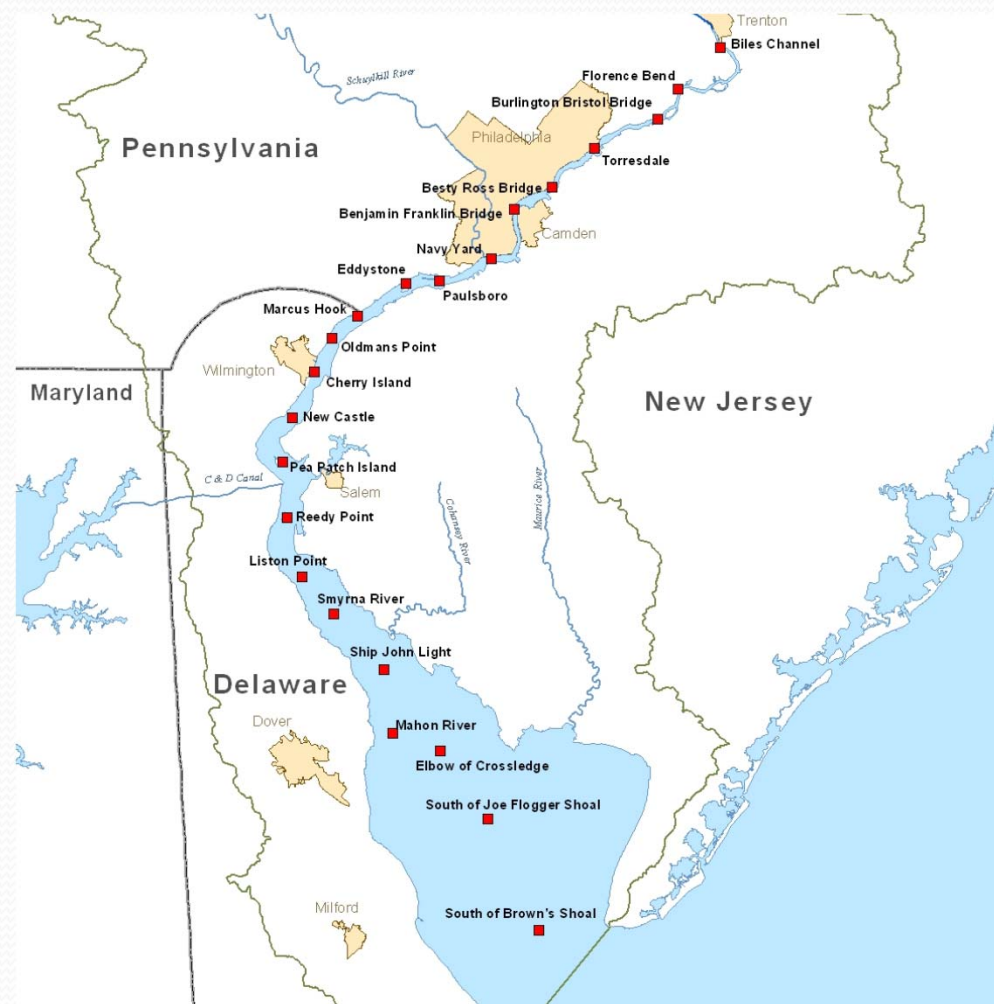 Trenton
Biles Channel
Schuylkill River
Florence Bend
Burlington Bristol Bridge
Philadelphia
Pennsylvania
Torresdale
Besty Ross Bridge
Benjamin Franklin Bridge
Camden
Navy Yard
Eddystone
Paulsboro
Marcus Hook
Oldmans Point
Wilmington
Cherry Island
Maryland
New Jersey
New Castle
Pea Patch Island
C & D Canal
Salem
Cohansey River
Maurice River
Reedy Point
Liston Point
Smyrna River
Ship John Light
Delaware
Dover
Mahon River
Elbow of Crossledge
South of Joe Flogger Shoal
Milford
South of Brown's Shoal